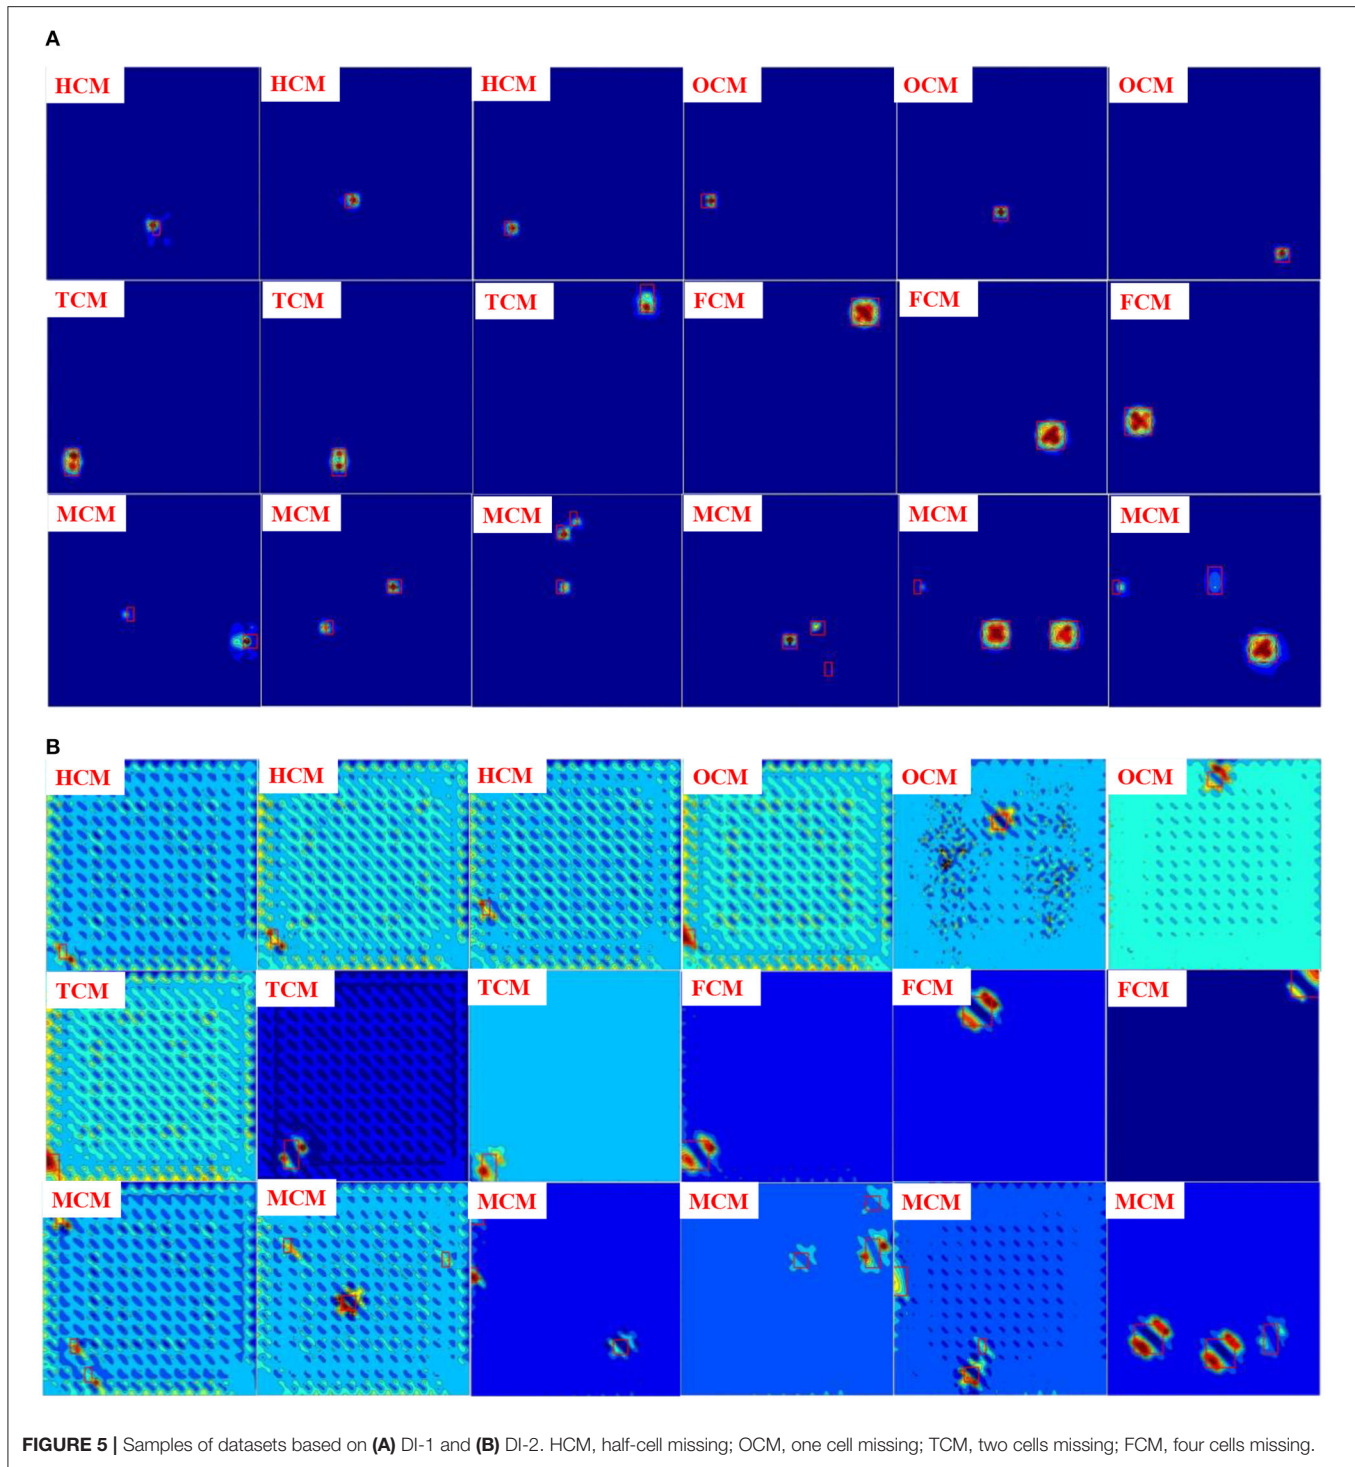 A
HCM HCM HCM OCM OCM OCM
TCM TCM TCM FCM FCM FCM
MCM MCM MCM MCM MCM MCM
B
HCM HCM HCM OCM OCM OCM
TCM TCM TCM FCM FCM FCM
MCM MCM MCM MCM MCM MCM
FIGURE 5 | Samples of datasets based on (A) DI-1 and (B) DI-2. HCM, half-cell missing; OCM, one cell missing; TCM, two cells missing; FCM, four cells missing.